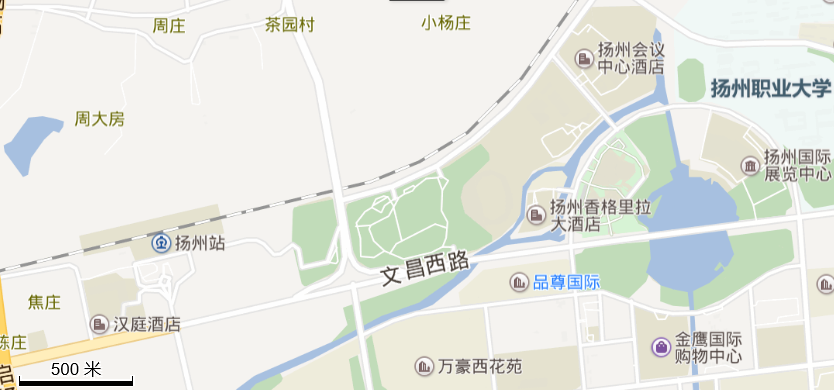 周庄
茶园村
小杨庄
扬州会议
中心酒店
扬州职业大学
周大房
扬州国际
展览中心
扬州香格里拉
大酒店
扬州站
文昌西路
品尊国际
焦庄
汉庭酒店
陈庄
金鹰国际
购物中心
万豪西花苑
500 米